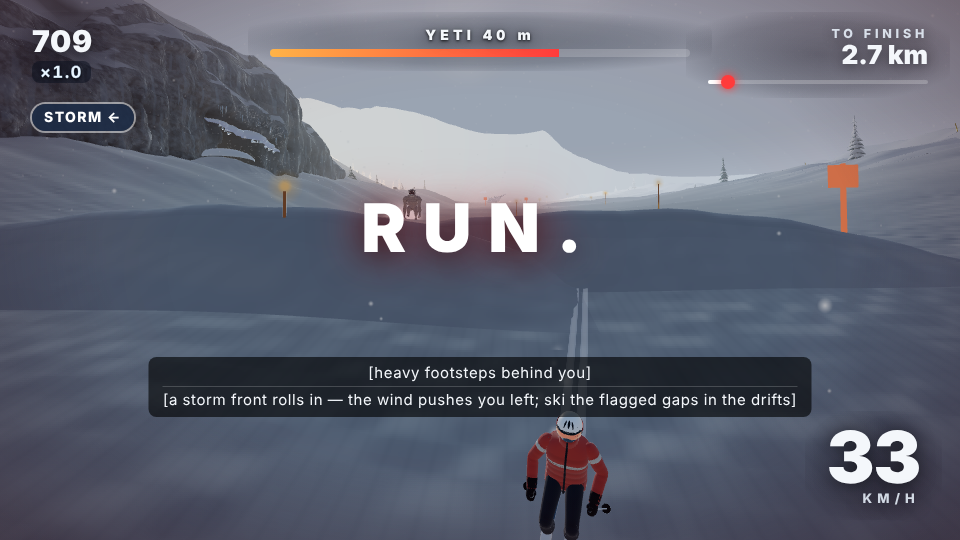 709
×1.0
STORM ←
YETI 40 m
TO FINISH
2.7 km
RUN.
[heavy footsteps behind you]
[a storm front rolls in — the wind pushes you left; ski the flagged gaps in the drifts]
33
KM/H